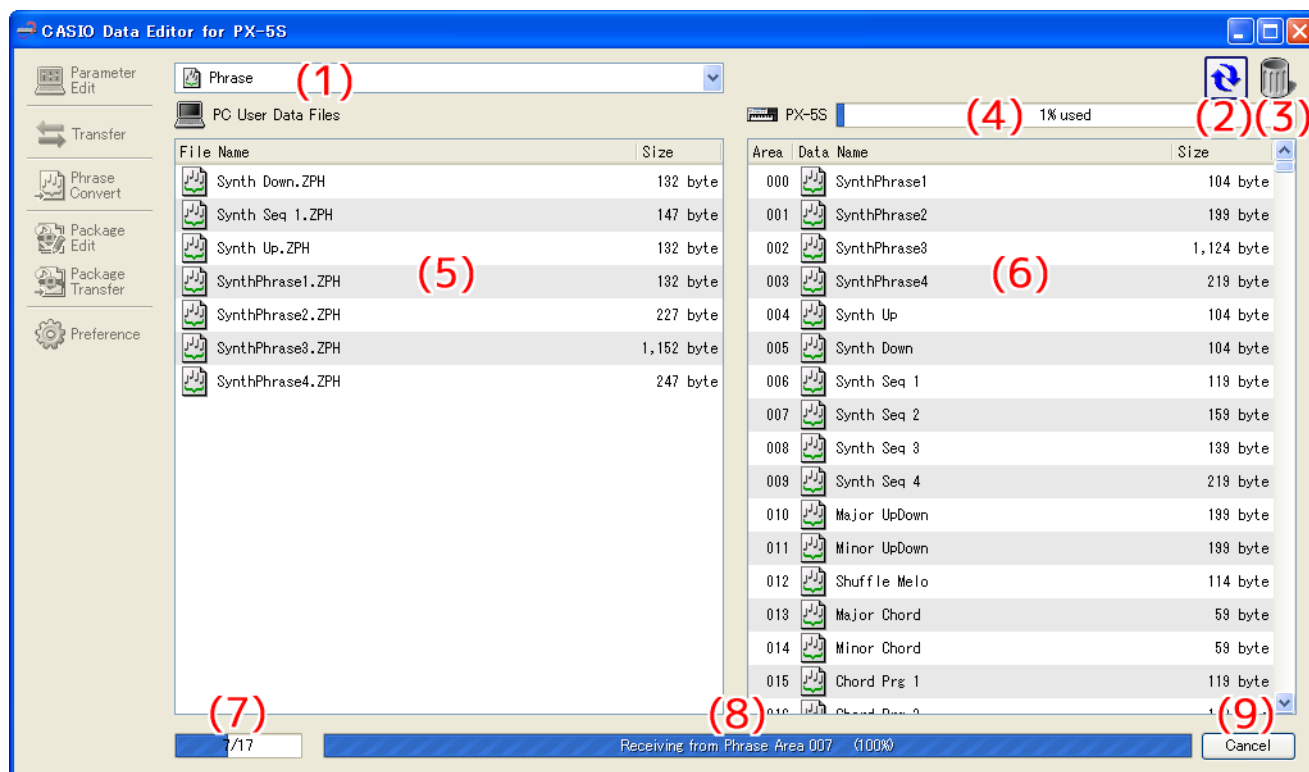 CASIO Data Editor for PX-5S
Parameter
Edit
Transfer
Phrase
Convert
Package
Edit
Package
Transfer
Preference
Phrase
(1)
(2)
(3)
PC User Data Files
PX-5S
(4)
1% used
File Name Size
Synth Down.ZPH 132 byte
Synth Seq 1.ZPH 147 byte
Synth Up.ZPH 132 byte
SynthPhrase1.ZPH 132 byte
SynthPhrase2.ZPH 227 byte
SynthPhrase3.ZPH 1,152 byte
SynthPhrase4.ZPH 247 byte
(5)
Area Data Name Size
000 SynthPhrase1 104 byte
001 SynthPhrase2 199 byte
002 SynthPhrase3 1,124 byte
003 SynthPhrase4 219 byte
004 Synth Up 104 byte
005 Synth Down 104 byte
006 Synth Seq 1 119 byte
007 Synth Seq 2 159 byte
008 Synth Seq 3 139 byte
009 Synth Seq 4 219 byte
010 Major UpDown 199 byte
011 Minor UpDown 199 byte
012 Shuffle Melo 114 byte
013 Major Chord 59 byte
014 Minor Chord 59 byte
015 Chord Prg 1 119 byte
(6)
(7)
(8)
(9)
7/17
Receiving from Phrase Area 007 (100%)
Cancel